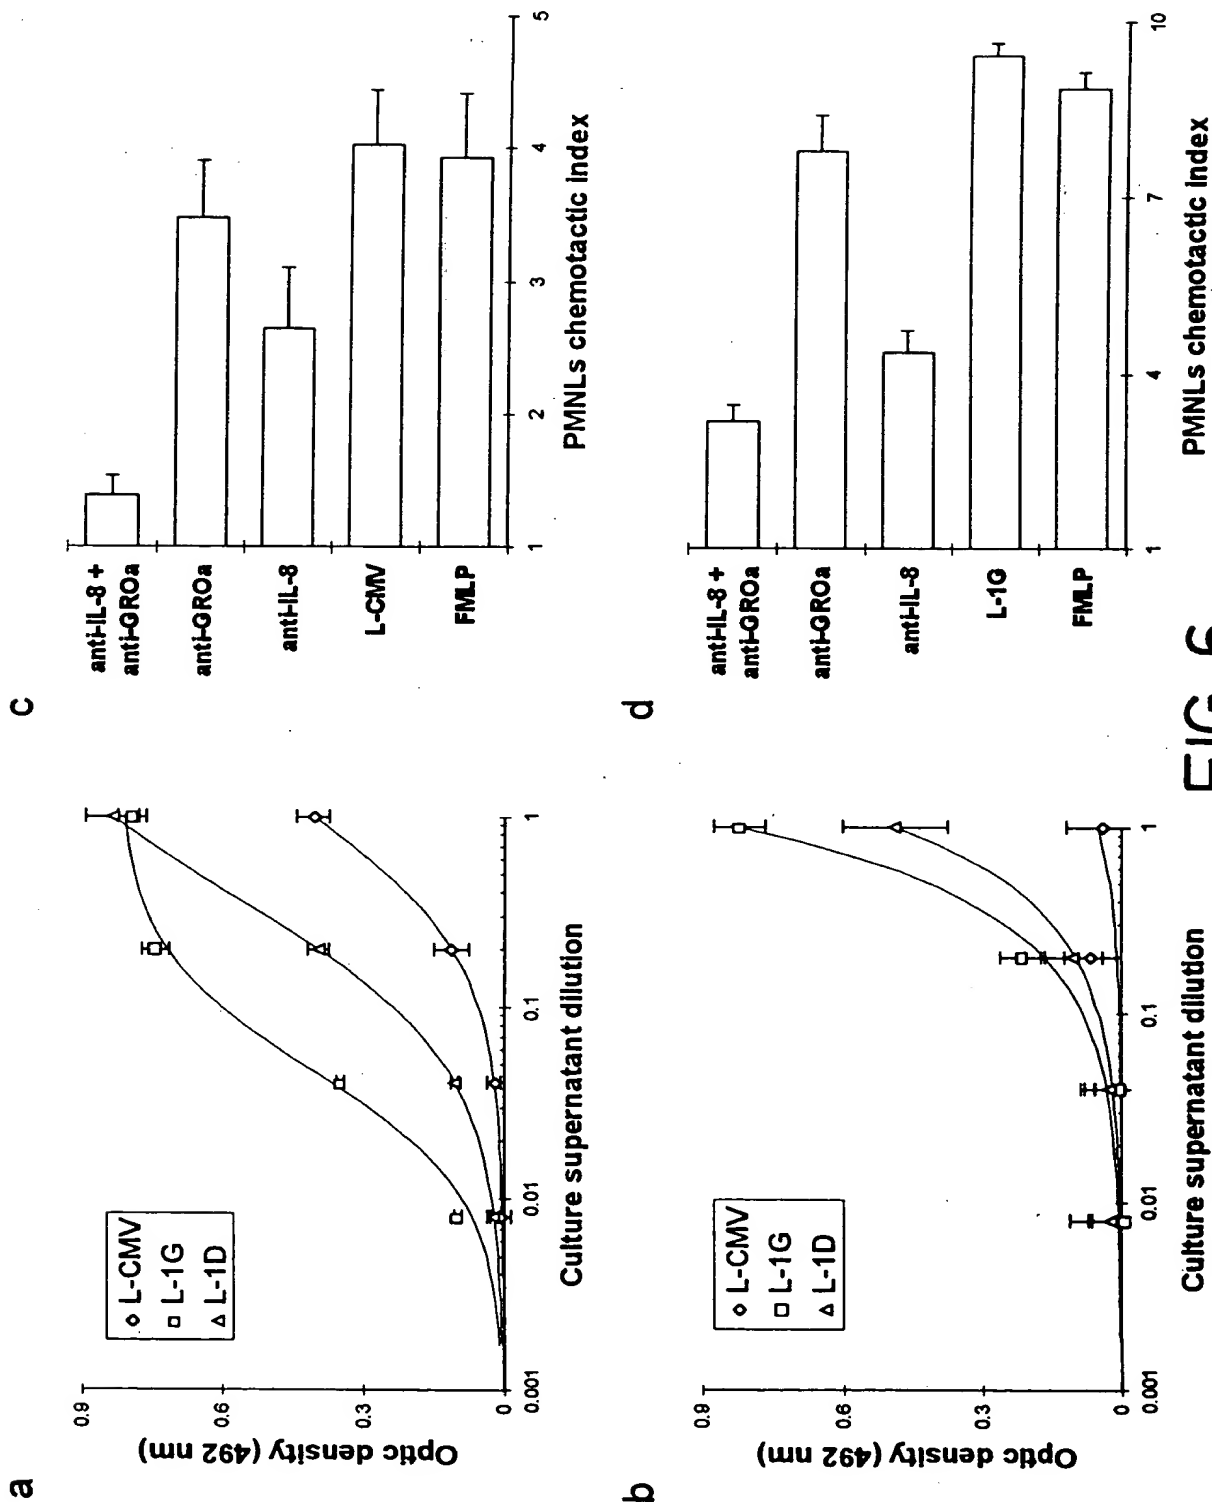 a
Optic density (492 nm)
0.9
0.6
0.3
0
L-CMV
L-1G
L-1D
0.001
0.01
0.1
1
Culture supernatant dilution
c
anti-IL-8 +
anti-GROa
anti-GROa
anti-IL-8
L-CMV
FMLP
1
2
3
4
5
PMNLs chemotactic index
b
Optic density (492 nm)
0.9
0.6
0.3
0
L-CMV
L-1G
L-1D
0.001
0.01
0.1
1
Culture supernatant dilution
d
anti-IL-8 +
anti-GROa
anti-GROa
anti-IL-8
L-1G
FMLP
1
4
7
10
PMNLs chemotactic index
FIG 6